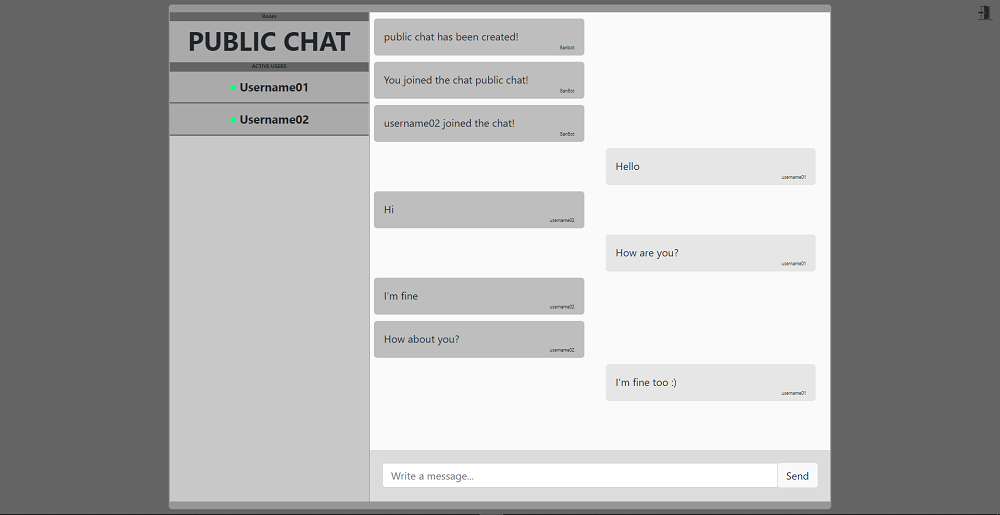 Room
PUBLIC CHAT
ACTIVE USERS
Username01
Username02
public chat has been created!
BanBot
You joined the chat public chat!
BanBot
username02 joined the chat!
BanBot
Hello
username01
Hi
username02
How are you?
username01
I'm fine
username02
How about you?
username02
I'm fine too :)
username01
Write a message...
Send